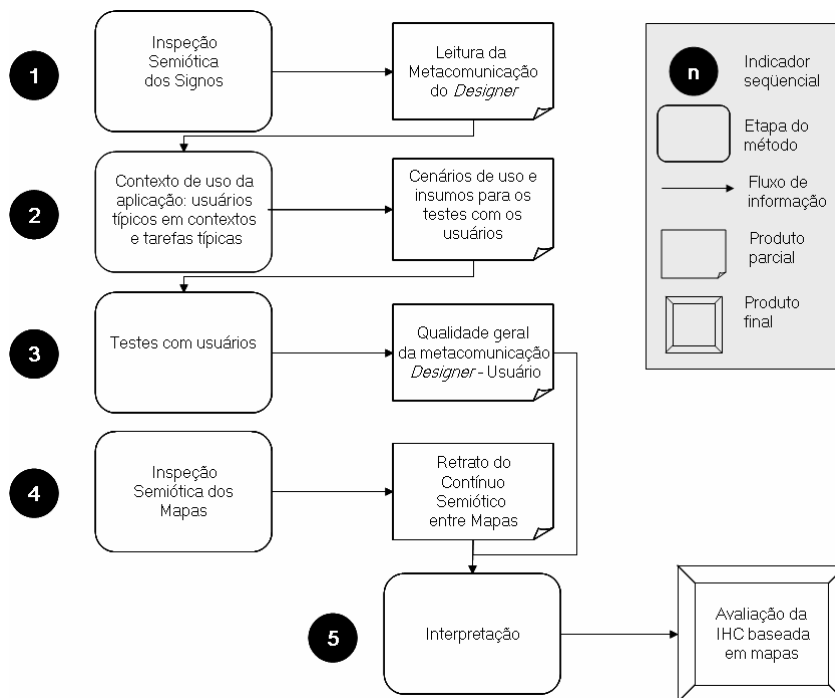 1
Inspeção
Semiótica
dos Signos
Leitura da
Metacomunicação
do Designer
2
Contexto de uso da
aplicação: usuários
típicos em contextos
e tarefas típicas
Cenários de uso e
insumos para os
testes com os
usuários
3
Testes com usuários
Qualidade geral
da metacomunicação
Designer - Usuário
4
Inspeção
Semiótica dos
Mapas
Retrato do
Contínuo
Semiótico
entre Mapas
5
Interpretação
Avaliação da
IHC baseada
em mapas
n
Indicador
seqüencial
Etapa do
método
Fluxo de
informação
Produto
parcial
Produto
final